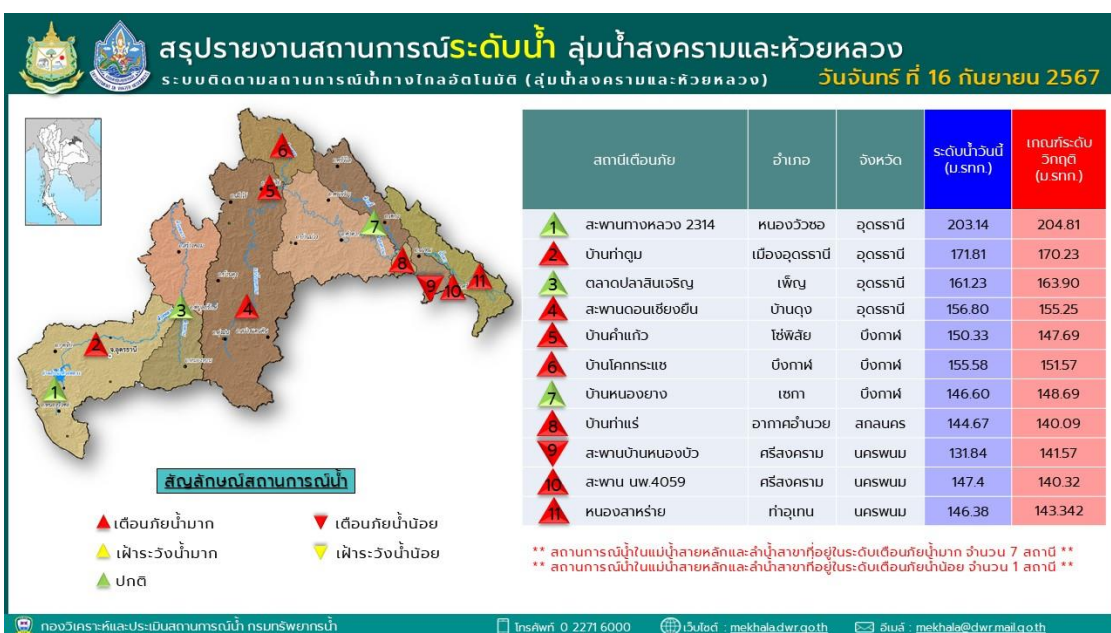 สรุปรายงานสถานการณ์ระดับน้ำ ลุ่มน้ำสงครามและห้วยหลวง
ระบบติดตามสถานการณ์น้ำทางไกลอัตโนมัติ (ลุ่มน้ำสงครามและห้วยหลวง) วันจันทร์ ที่ 16 กันยายน 2567
สถานีเตือนภัย อำเภอ จังหวัด ระดับน้ำวันนี้ (ม.รทก.) เกณฑ์ระดับวิกฤติ (ม.รทก.)
1 สะพานทางหลวง 2314 หนองวัวซอ อุดรธานี 203.14 204.81
2 บ้านท่าตูม เมืองอุดรธานี อุดรธานี 171.81 170.23
3 ตลาดปลาสินเจริญ เพ็ญ อุดรธานี 161.23 163.90
4 สะพานดอนเชียงยืน บ้านดุง อุดรธานี 156.80 155.25
5 บ้านคำแก้ว โซ่พิสัย บึงกาฬ 150.33 147.69
6 บ้านโคกกระแซ บึงกาฬ บึงกาฬ 155.58 151.57
7 บ้านหนองยาง เซกา บึงกาฬ 146.60 148.69
8 บ้านท่าแร่ อากาศอำนวย สกลนคร 144.67 140.09
9 สะพานบ้านหนองบัว ศรีสงคราม นครพนม 131.84 141.57
10 สะพาน นพ.4059 ศรีสงคราม นครพนม 147.4 140.32
11 หนองสาหร่าย ท่าอุเทน นครพนม 146.38 143.342
6
5
7
8
9
10
11
3
4
2
1
สัญลักษณ์สถานการณ์น้ำ
เตือนภัยน้ำมาก เตือนภัยน้ำน้อย
เฝ้าระวังน้ำมาก เฝ้าระวังน้ำน้อย
ปกติ
** สถานการณ์น้ำในแม่น้ำสายหลักและลำน้ำสาขาที่อยู่ในระดับเตือนภัยน้ำมาก จำนวน 7 สถานี **
** สถานการณ์น้ำในแม่น้ำสายหลักและลำน้ำสาขาที่อยู่ในระดับเตือนภัยน้ำน้อย จำนวน 1 สถานี **
กองวิเคราะห์และประเมินสถานการณ์น้ำ กรมทรัพยากรน้ำ โทรศัพท์ 0 2271 6000 เว็บไซต์ : mekhala.dwr.go.th อีเมล์ : mekhala@dwr.mail.go.th